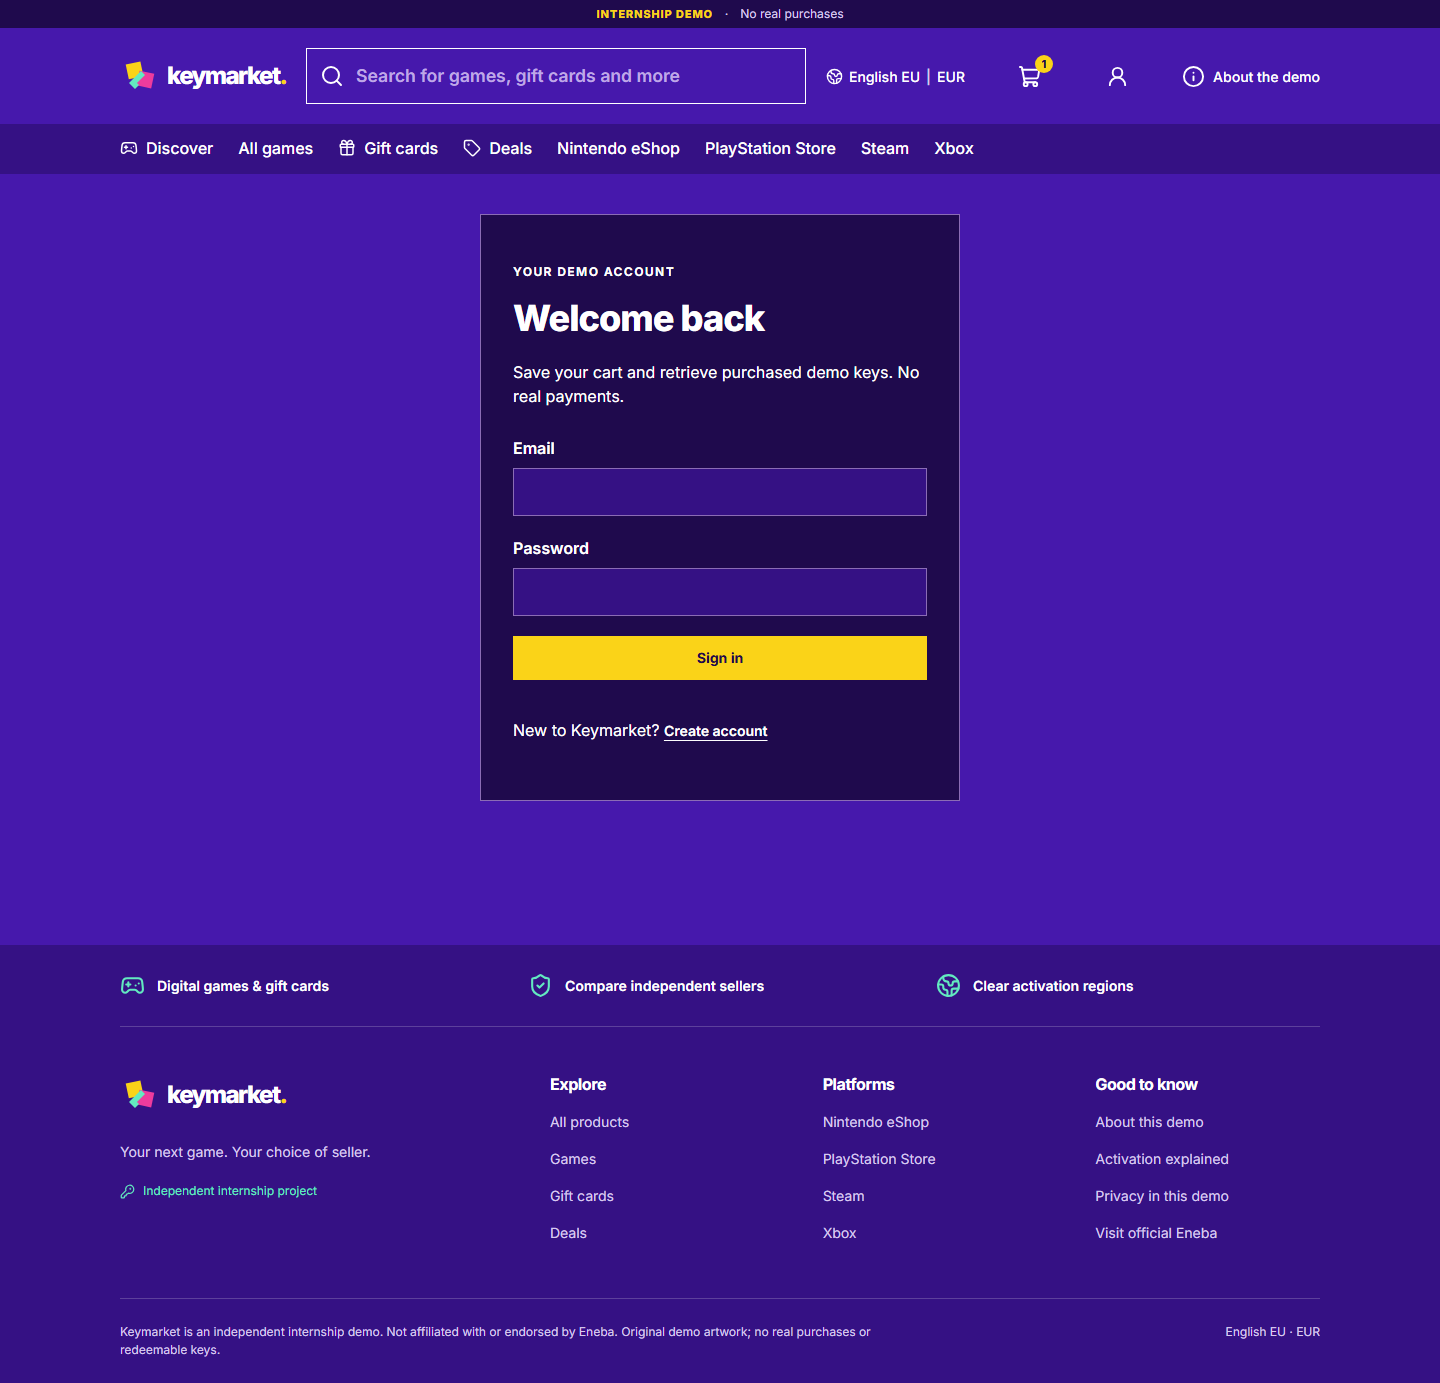 INTERNSHIP DEMO · No real purchases
keymarket.
Search for games, gift cards and more
English EU | EUR
1
About the demo
Discover
All games
Gift cards
Deals
Nintendo eShop
PlayStation Store
Steam
Xbox
YOUR DEMO ACCOUNT
Welcome back
Save your cart and retrieve purchased demo keys. No
real payments.
Email
Password
Sign in
New to Keymarket? Create account
Digital games & gift cards
Compare independent sellers
Clear activation regions
keymarket.
Your next game. Your choice of seller.
Independent internship project
Explore
All products
Games
Gift cards
Deals
Platforms
Nintendo eShop
PlayStation Store
Steam
Xbox
Good to know
About this demo
Activation explained
Privacy in this demo
Visit official Eneba
Keymarket is an independent internship demo. Not affiliated with or endorsed by Eneba. Original demo artwork; no real purchases or
redeemable keys.
English EU · EUR